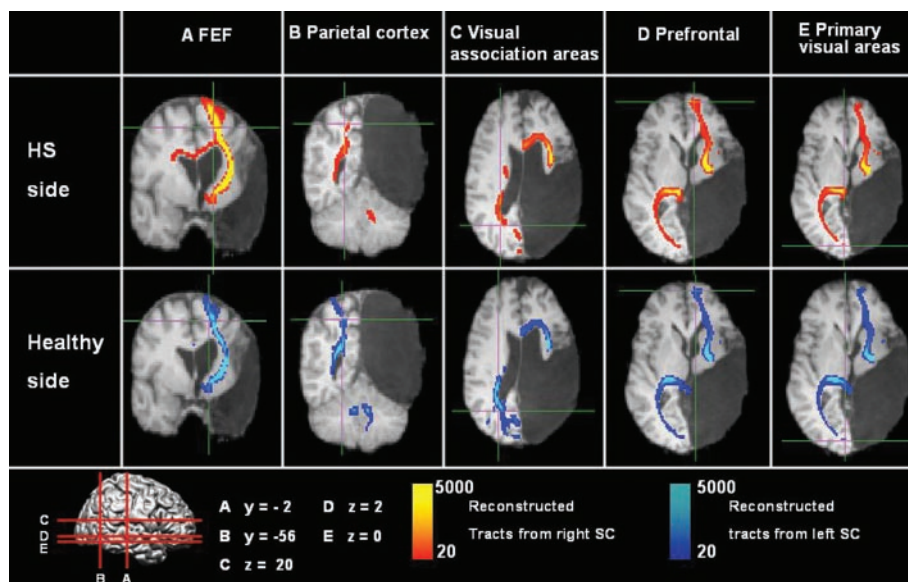 A FEF
B Parietal cortex
C Visual
association areas
D Prefrontal
E Primary
visual areas
HS
side
Healthy
side
C
D
E
B A
A y = - 2
B y = -56
C z = 20
D z = 2
E z = 0
5000
Reconstructed
Tracts from right SC
20
5000
Reconstructed
tracts from left SC
20